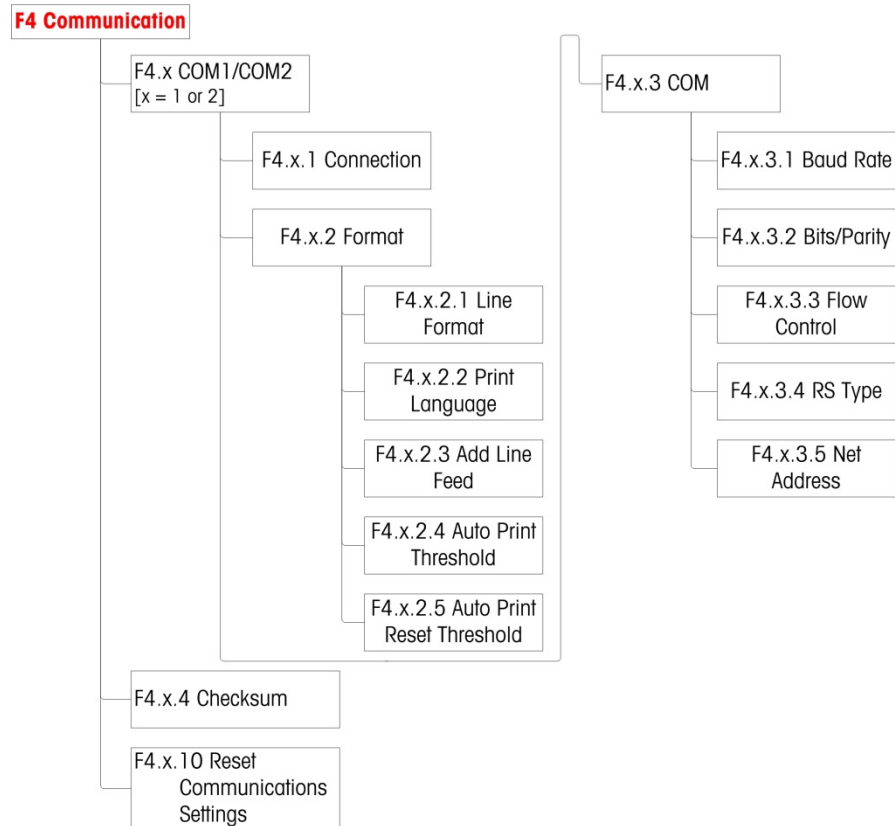 F4 Communication
F4.x COM1/COM2
[x = 1 or 2]
F4.x.1 Connection
F4.x.2 Format
F4.x.2.1 Line
Format
F4.x.2.2 Print
Language
F4.x.2.3 Add Line
Feed
F4.x.2.4 Auto Print
Threshold
F4.x.2.5 Auto Print
Reset Threshold
F4.x.3 COM
F4.x.3.1 Baud Rate
F4.x.3.2 Bits/Parity
F4.x.3.3 Flow
Control
F4.x.3.4 RS Type
F4.x.3.5 Net
Address
F4.x.4 Checksum
F4.x.10 Reset
Communications
Settings